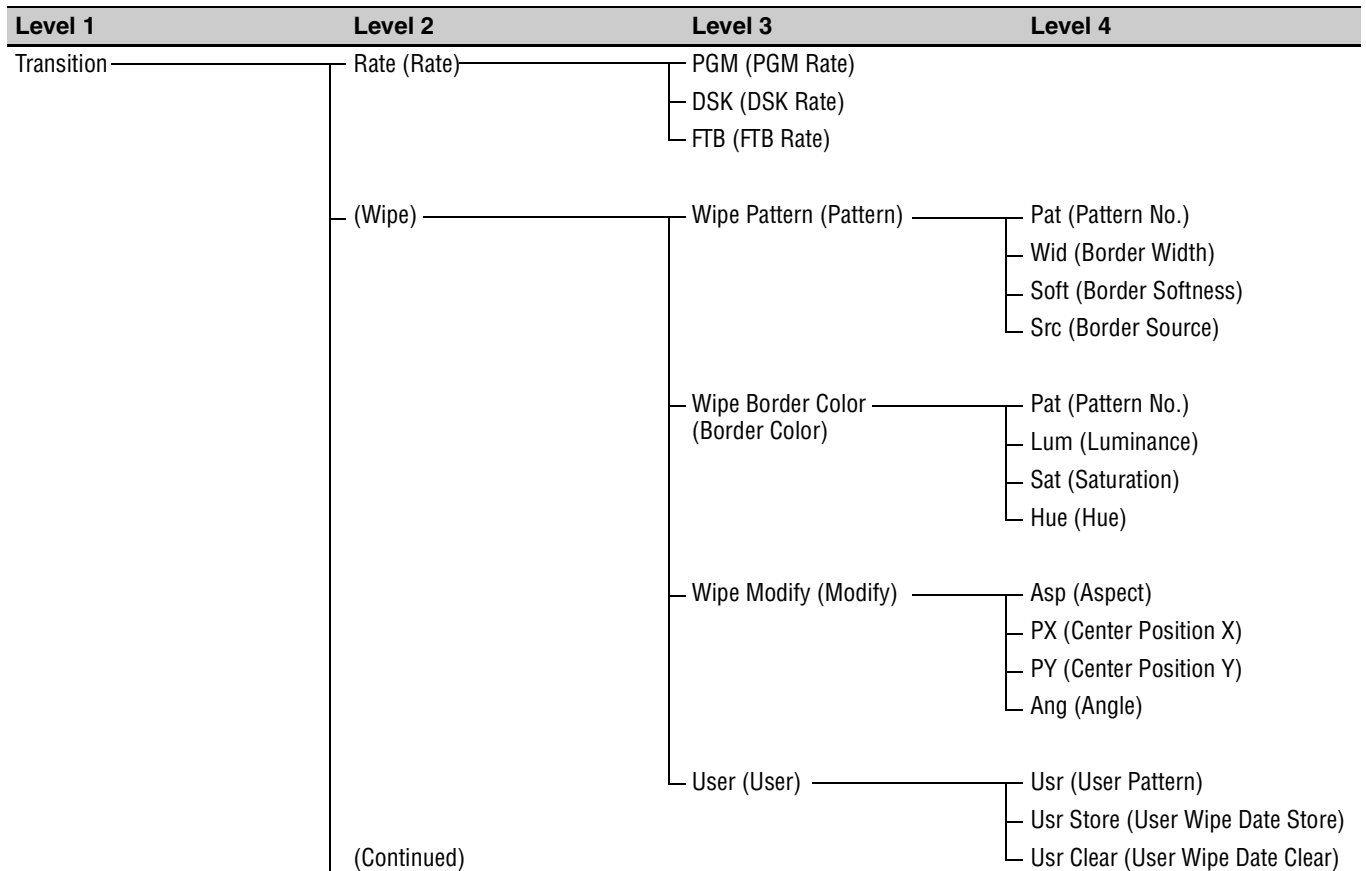 Level 1 Level 2 Level 3 Level 4
Transition Rate (Rate) PGM (PGM Rate)
DSK (DSK Rate)
FTB (FTB Rate)
(Wipe) Wipe Pattern (Pattern) Pat (Pattern No.)
Wid (Border Width)
Soft (Border Softness)
Src (Border Source)
Wipe Border Color Pat (Pattern No.)
(Border Color)
Lum (Luminance)
Sat (Saturation)
Hue (Hue)
Wipe Modify (Modify) Asp (Aspect)
PX (Center Position X)
PY (Center Position Y)
Ang (Angle)
User (User) Usr (User Pattern)
Usr Store (User Wipe Date Store)
(Continued) Usr Clear (User Wipe Date Clear)